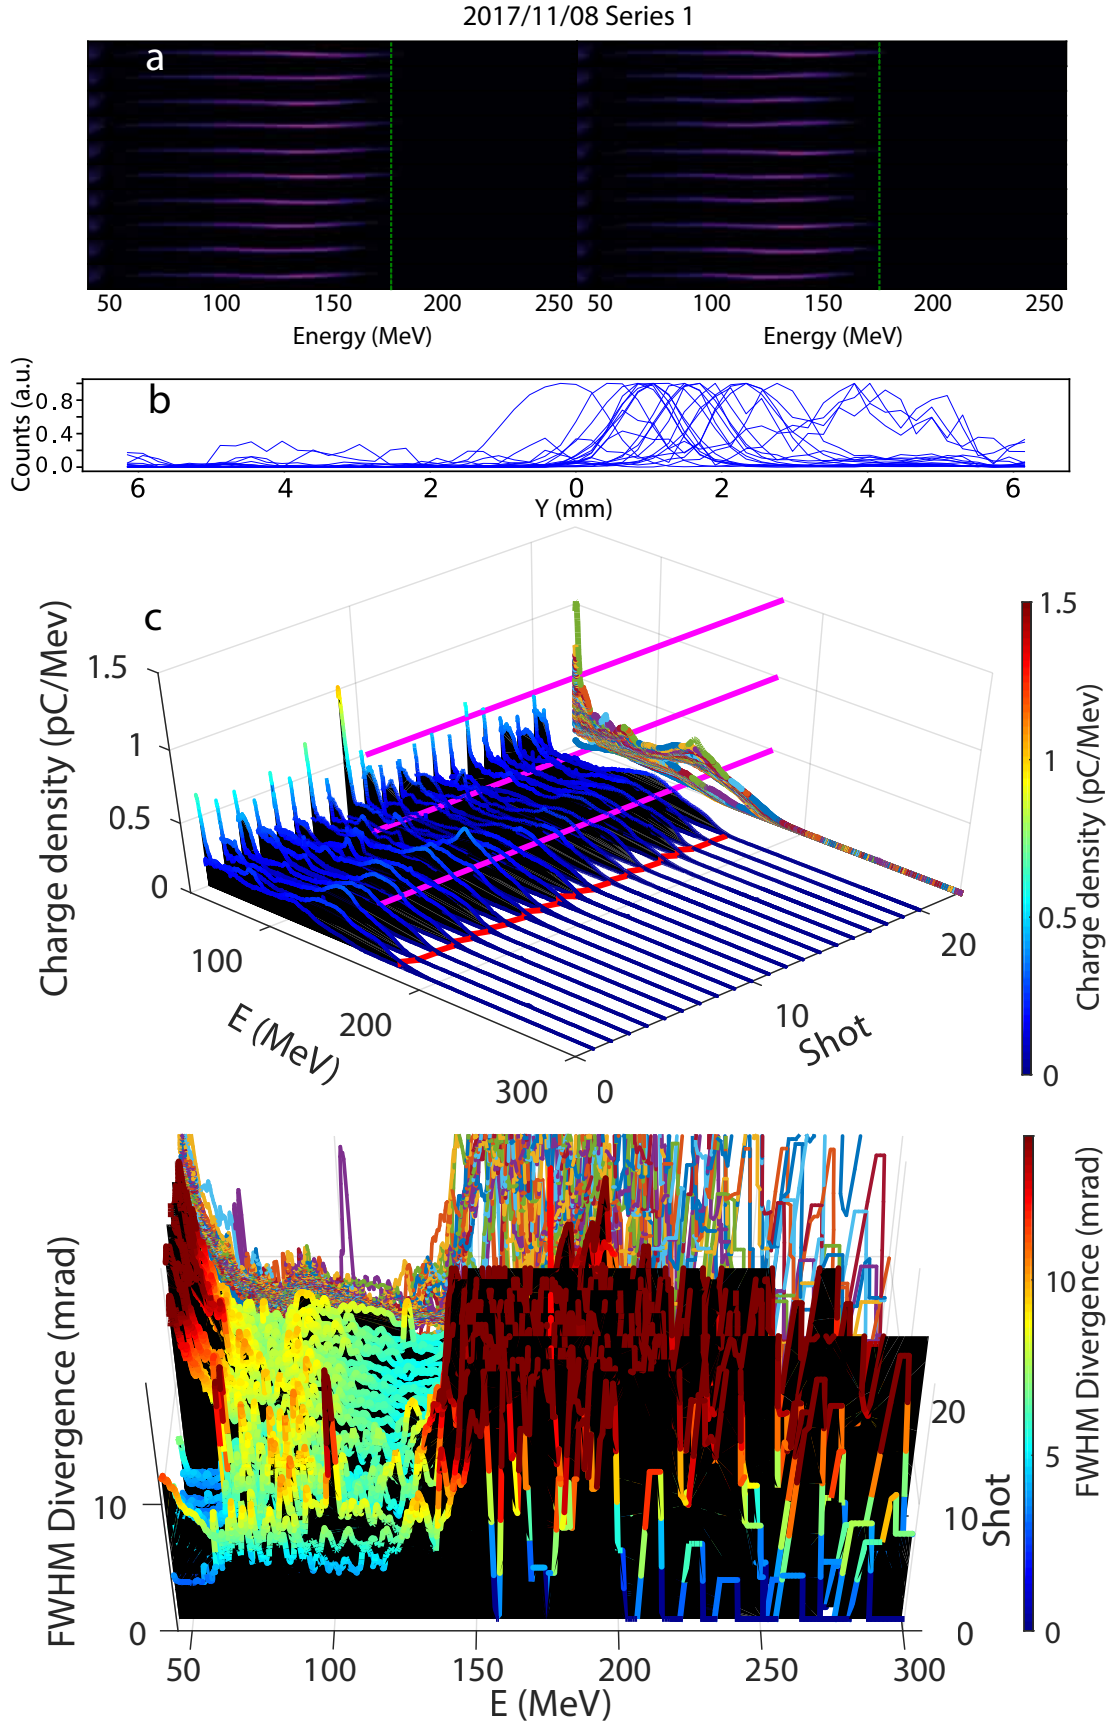 2017/11/08 Series 1
a
50 100 150 200 250 50 100 150 200 250
Energy (MeV) Energy (MeV)
b
Counts (a.u.)
0.8
0.4
0.0
6 4 2 0 2 4 6
Y (mm)
c
Charge density (pC/Mev)
1.5
1
0.5
0
100
200
300
E (MeV)
0
10
20
Shot
1.5
1
0.5
0
Charge density (pC/Mev)
FWHM Divergence (mrad)
10
0
50 100 150 200 250 300
E (MeV)
20
10
0
Shot
10
5
0
FWHM Divergence (mrad)